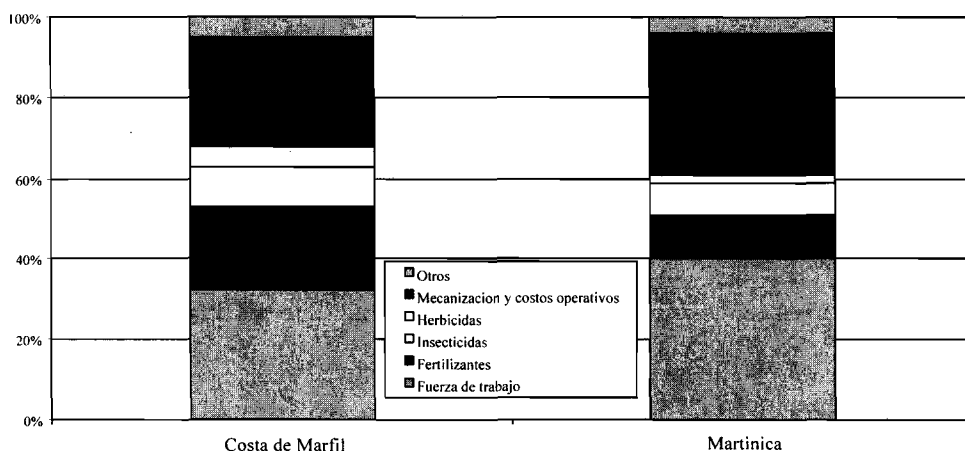 100%
80%
60%
40%
20%
0%
Otros
Mecanizacion y costos operativos
Herbicidas
Insecticidas
Fertilizantes
Fuerza de trabajo
Costa de Marfil
Martinica